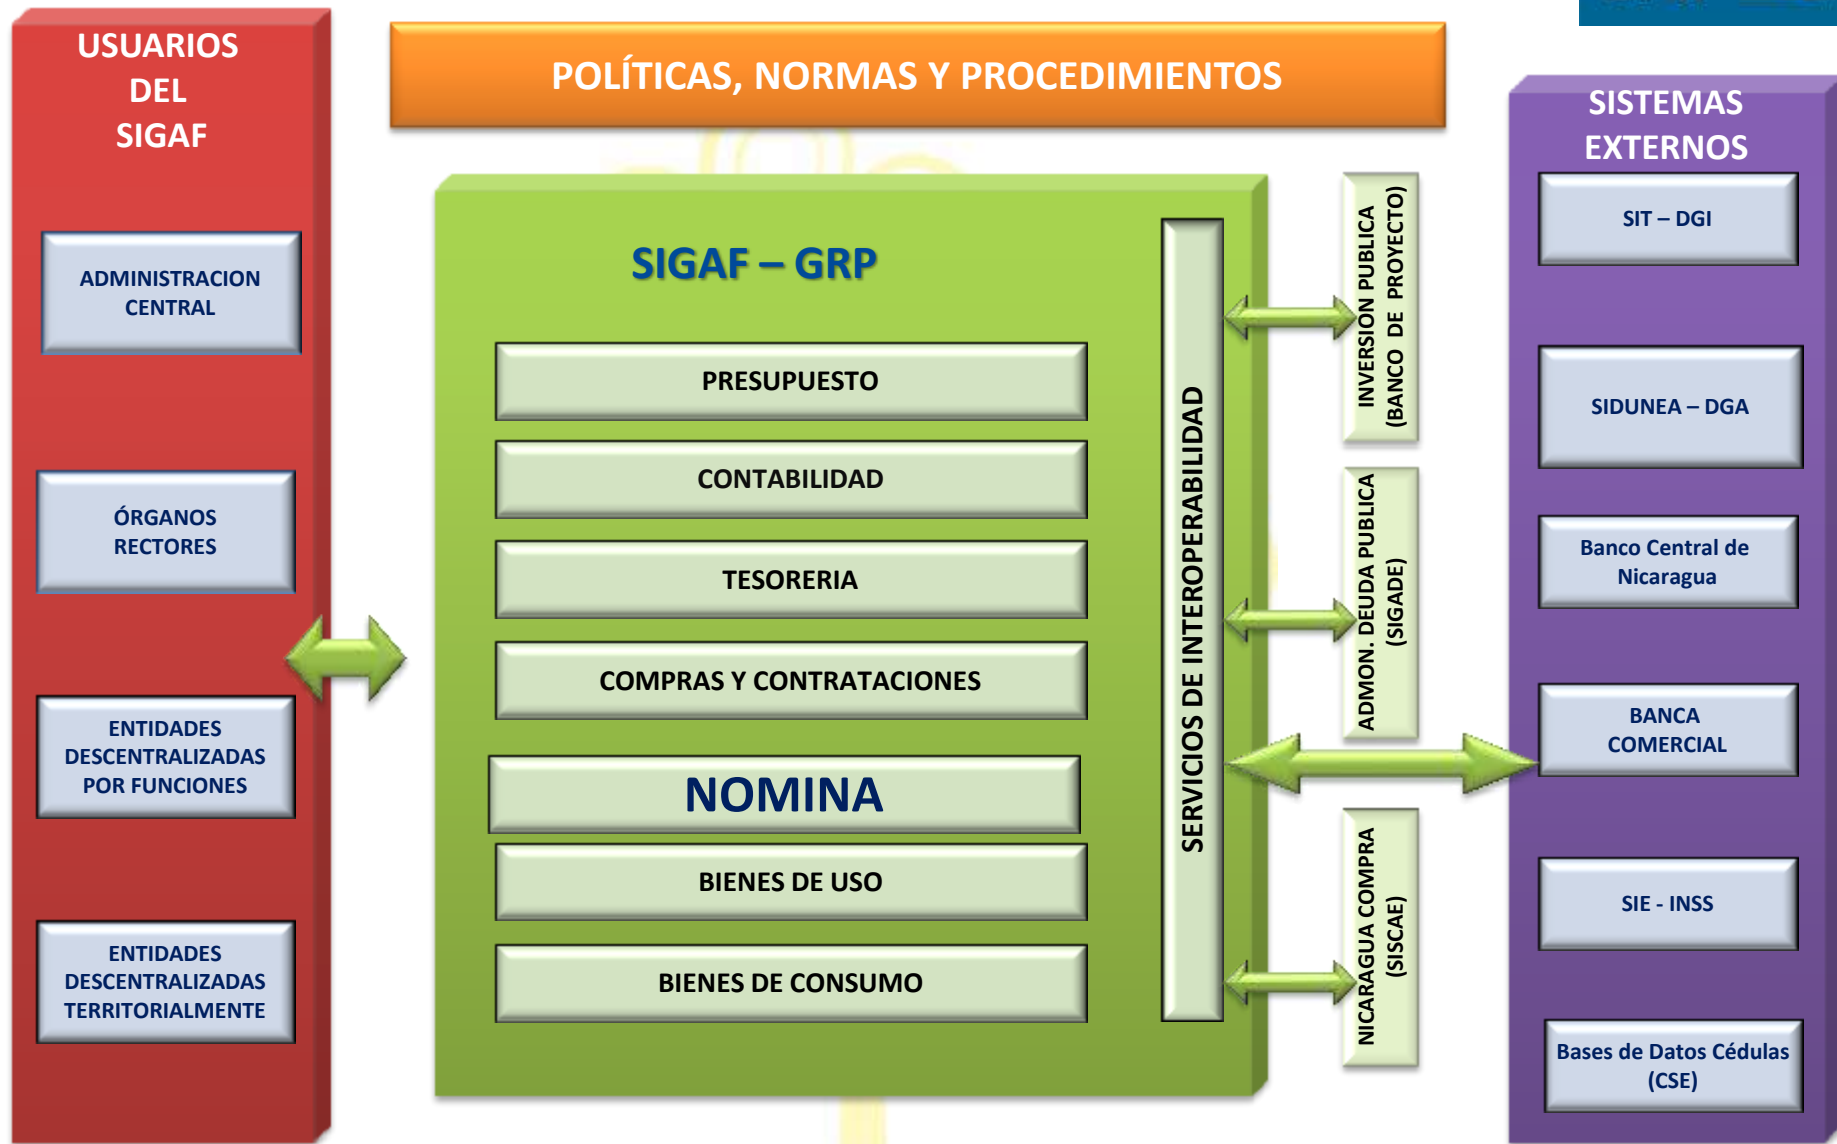 USUARIOS
DEL
SIGAF
ADMINISTRACION
CENTRAL
ÓRGANOS
RECTORES
ENTIDADES
DESCENTRALIZADAS
POR FUNCIONES
ENTIDADES
DESCENTRALIZADAS
TERRITORIALMENTE
POLÍTICAS, NORMAS Y PROCEDIMIENTOS
SIGAF – GRP
PRESUPUESTO
CONTABILIDAD
TESORERIA
COMPRAS Y CONTRATACIONES
NOMINA
BIENES DE USO
BIENES DE CONSUMO
SERVICIOS DE INTEROPERABILIDAD
INVERSION PUBLICA
(BANCO DE PROYECTO)
ADMON. DEUDA PUBLICA
(SIGADE)
NICARAGUA COMPRA
(SISCAE)
SISTEMAS
EXTERNOS
SIT – DGI
SIDUNEA – DGA
Banco Central de
Nicaragua
BANCA
COMERCIAL
SIE - INSS
Bases de Datos Cédulas
(CSE)